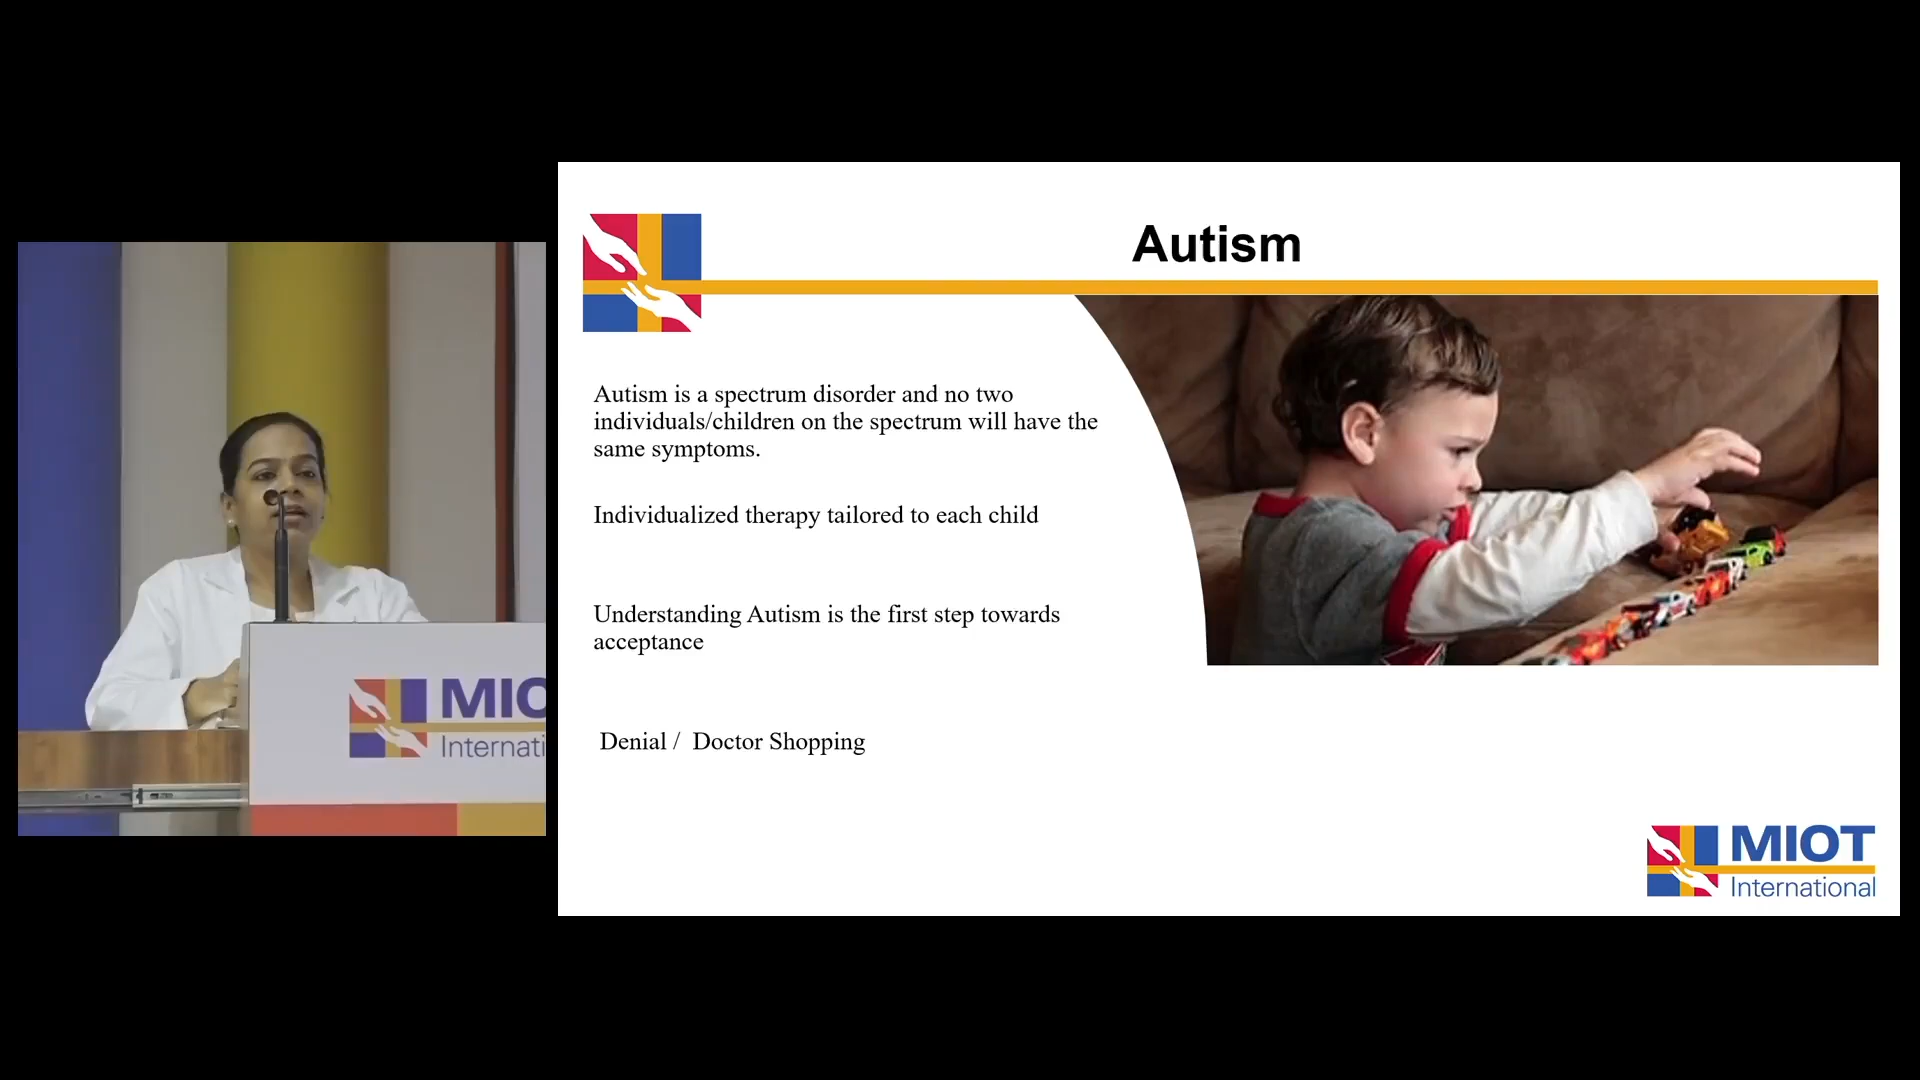 Autism
Autism is a spectrum disorder and no two
individuals/children on the spectrum will have the
same symptoms.
Individualized therapy tailored to each child
Understanding Autism is the first step towards
acceptance
Denial / Doctor Shopping
MIOT
International
MIO
Internati